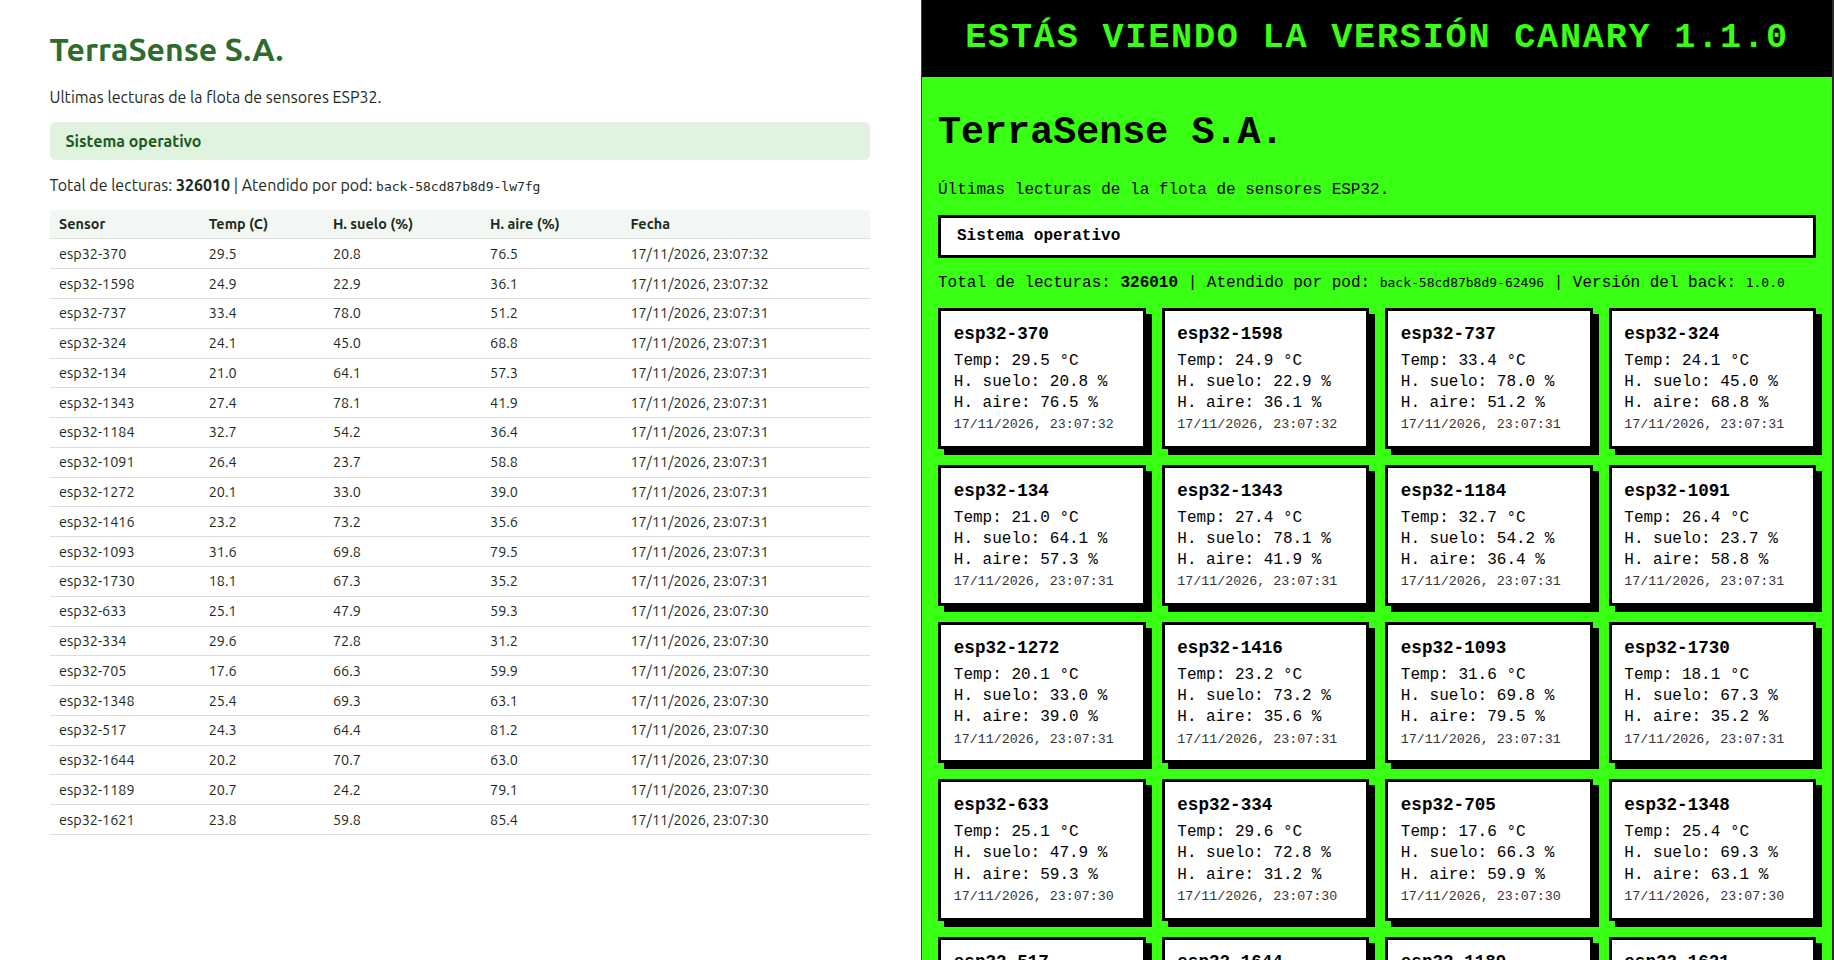 TerraSense S.A.
Ultimas lecturas de la flota de sensores ESP32.
Sistema operativo
Total de lecturas: 326010 | Atendido por pod: back-58cd87b8d9-lw7fg
Sensor Temp (C) H. suelo (%) H. aire (%) Fecha
esp32-370 29.5 20.8 76.5 17/11/2026, 23:07:32
esp32-1598 24.9 22.9 36.1 17/11/2026, 23:07:32
esp32-737 33.4 78.0 51.2 17/11/2026, 23:07:31
esp32-324 24.1 45.0 68.8 17/11/2026, 23:07:31
esp32-134 21.0 64.1 57.3 17/11/2026, 23:07:31
esp32-1343 27.4 78.1 41.9 17/11/2026, 23:07:31
esp32-1184 32.7 54.2 36.4 17/11/2026, 23:07:31
esp32-1091 26.4 23.7 58.8 17/11/2026, 23:07:31
esp32-1272 20.1 33.0 39.0 17/11/2026, 23:07:31
esp32-1416 23.2 73.2 35.6 17/11/2026, 23:07:31
esp32-1093 31.6 69.8 79.5 17/11/2026, 23:07:31
esp32-1730 18.1 67.3 35.2 17/11/2026, 23:07:31
esp32-633 25.1 47.9 59.3 17/11/2026, 23:07:30
esp32-334 29.6 72.8 31.2 17/11/2026, 23:07:30
esp32-705 17.6 66.3 59.9 17/11/2026, 23:07:30
esp32-1348 25.4 69.3 63.1 17/11/2026, 23:07:30
esp32-517 24.3 64.4 81.2 17/11/2026, 23:07:30
esp32-1644 20.2 70.7 63.0 17/11/2026, 23:07:30
esp32-1189 20.7 24.2 79.1 17/11/2026, 23:07:30
esp32-1621 23.8 59.8 85.4 17/11/2026, 23:07:30
ESTÁS VIENDO LA VERSIÓN CANARY 1.1.0
TerraSense S.A.
Últimas lecturas de la flota de sensores ESP32.
Sistema operativo
Total de lecturas: 326010 | Atendido por pod: back-58cd87b8d9-62496 | Versión del back: 1.0.0
esp32-370
Temp: 29.5 °C
H. suelo: 20.8 %
H. aire: 76.5 %
17/11/2026, 23:07:32
esp32-1598
Temp: 24.9 °C
H. suelo: 22.9 %
H. aire: 36.1 %
17/11/2026, 23:07:32
esp32-737
Temp: 33.4 °C
H. suelo: 78.0 %
H. aire: 51.2 %
17/11/2026, 23:07:31
esp32-324
Temp: 24.1 °C
H. suelo: 45.0 %
H. aire: 68.8 %
17/11/2026, 23:07:31
esp32-134
Temp: 21.0 °C
H. suelo: 64.1 %
H. aire: 57.3 %
17/11/2026, 23:07:31
esp32-1343
Temp: 27.4 °C
H. suelo: 78.1 %
H. aire: 41.9 %
17/11/2026, 23:07:31
esp32-1184
Temp: 32.7 °C
H. suelo: 54.2 %
H. aire: 36.4 %
17/11/2026, 23:07:31
esp32-1091
Temp: 26.4 °C
H. suelo: 23.7 %
H. aire: 58.8 %
17/11/2026, 23:07:31
esp32-1272
Temp: 20.1 °C
H. suelo: 33.0 %
H. aire: 39.0 %
17/11/2026, 23:07:31
esp32-1416
Temp: 23.2 °C
H. suelo: 73.2 %
H. aire: 35.6 %
17/11/2026, 23:07:31
esp32-1093
Temp: 31.6 °C
H. suelo: 69.8 %
H. aire: 79.5 %
17/11/2026, 23:07:31
esp32-1730
Temp: 18.1 °C
H. suelo: 67.3 %
H. aire: 35.2 %
17/11/2026, 23:07:31
esp32-633
Temp: 25.1 °C
H. suelo: 47.9 %
H. aire: 59.3 %
17/11/2026, 23:07:30
esp32-334
Temp: 29.6 °C
H. suelo: 72.8 %
H. aire: 31.2 %
17/11/2026, 23:07:30
esp32-705
Temp: 17.6 °C
H. suelo: 66.3 %
H. aire: 59.9 %
17/11/2026, 23:07:30
esp32-1348
Temp: 25.4 °C
H. suelo: 69.3 %
H. aire: 63.1 %
17/11/2026, 23:07:30
esp32-517
esp32-1644
esp32-1189
esp32-1621